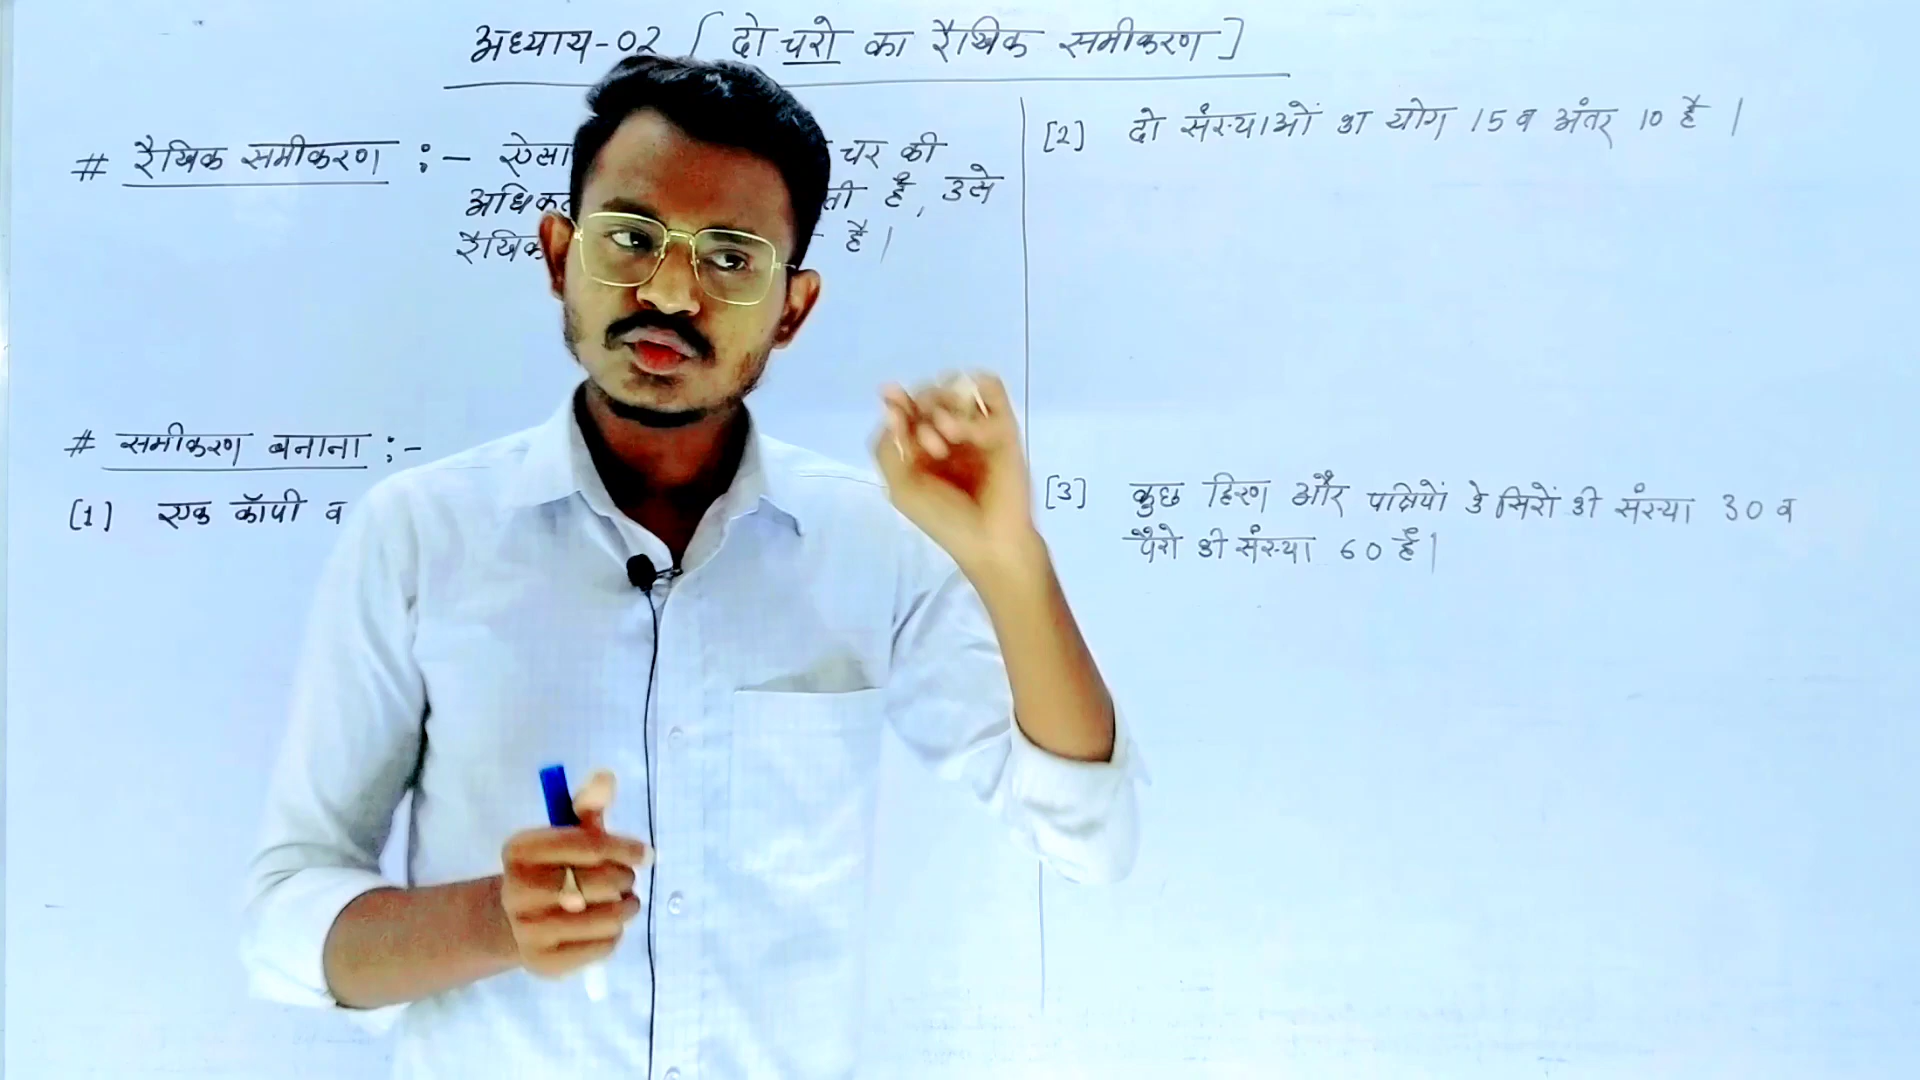 अध्याय-02 [दो चरो का रैखिक समीकरण]
# रैखिक समीकरण :- ऐसा चर की
है, उसे
है।
# समीकरण बनाना :-
[1] एक कॉपी व
[2] दो संख्याओं का योग 15 व अंतर 10 है।
[3] कुछ हिरण और पक्षियों के सिरों की संख्या 30 व
पैरो की संख्या 60 है।